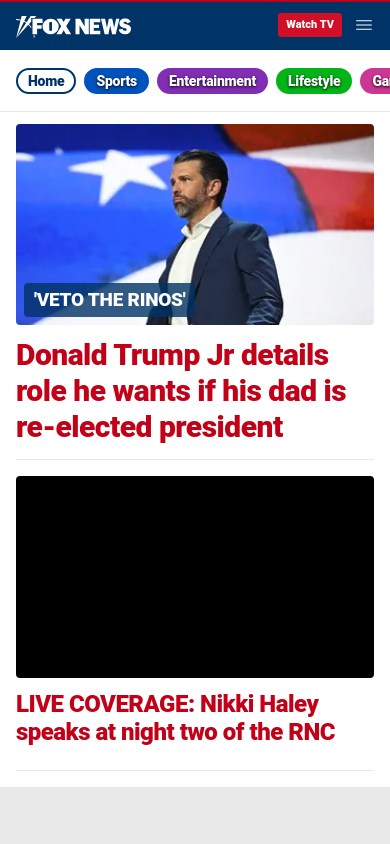 FOX NEWS
Watch TV
Home
Sports
Entertainment
Lifestyle
'VETO THE RINOS'
Donald Trump Jr details
role he wants if his dad is
re-elected president
LIVE COVERAGE: Nikki Haley
speaks at night two of the RNC